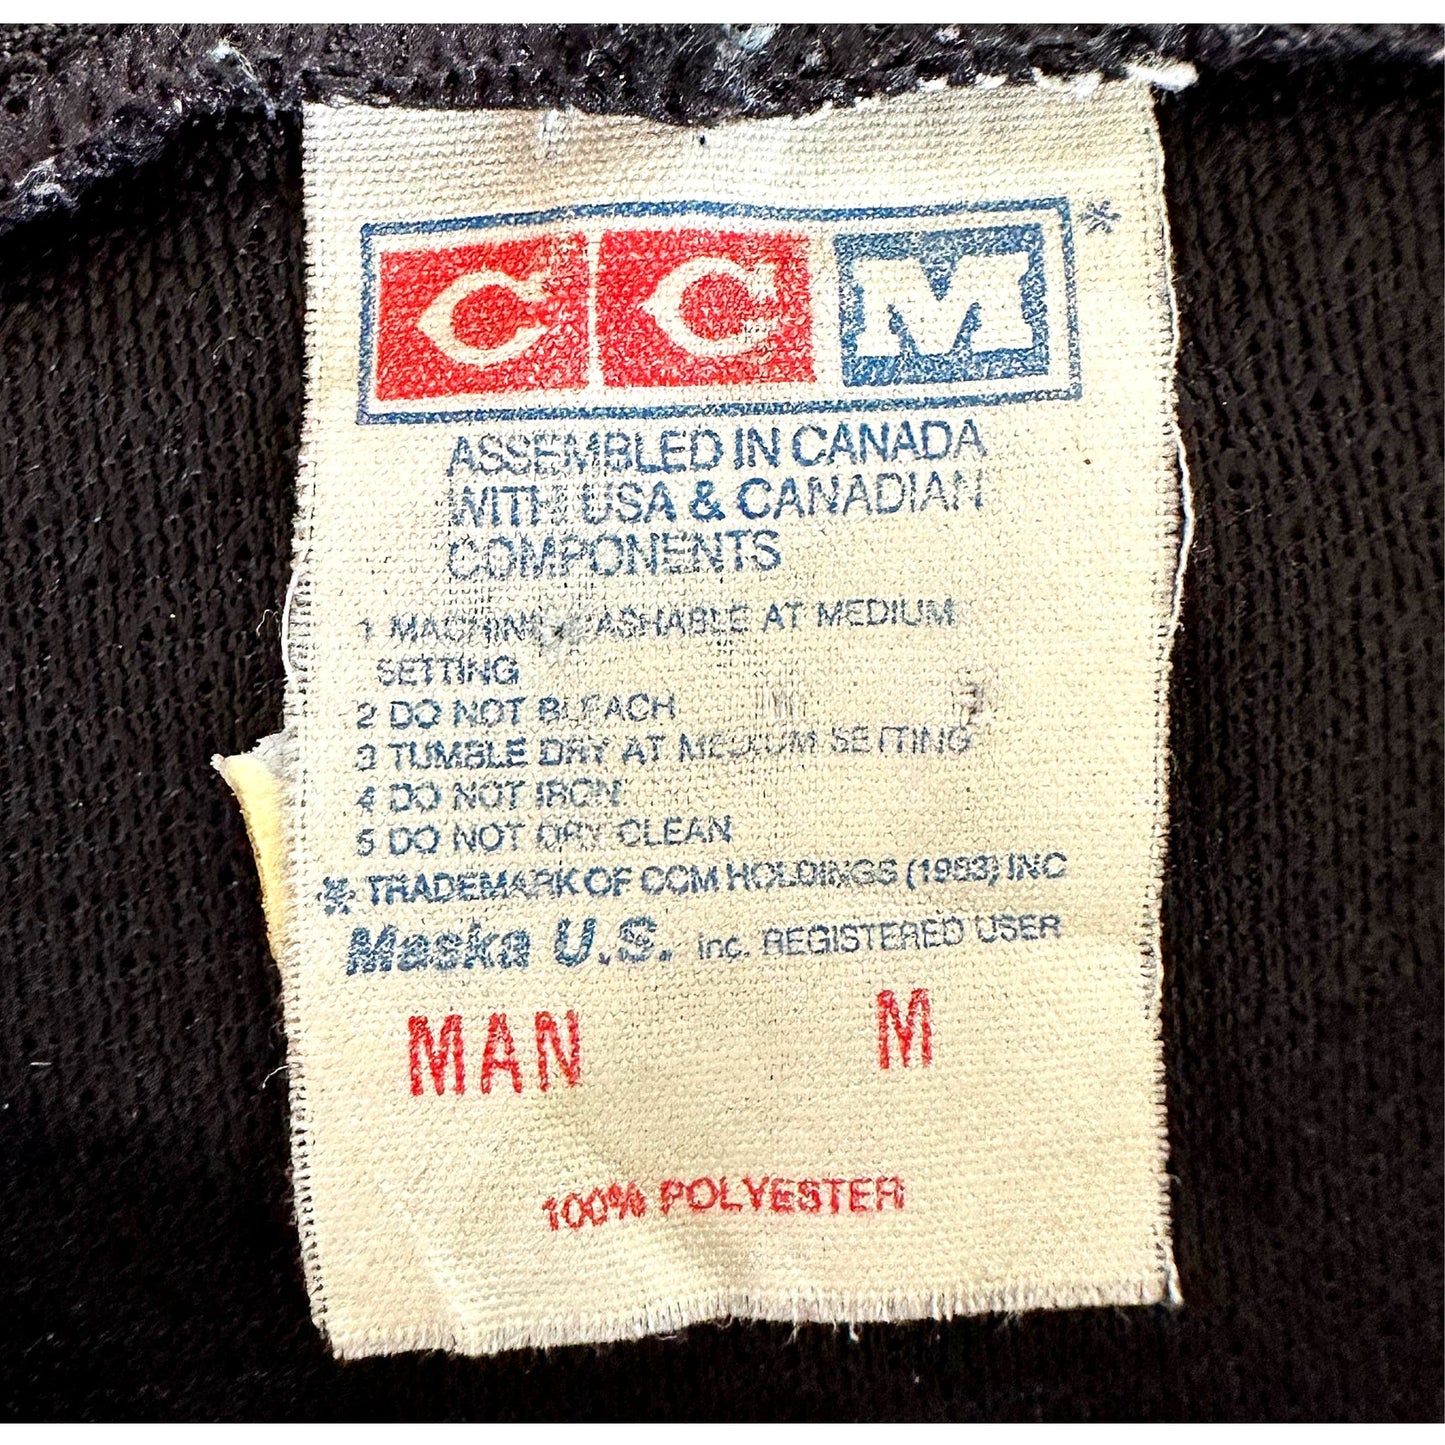 CCM*
ASSEMBLED IN CANADA
WITH USA & CANADIAN
COMPONENTS
1 MACHINE WASHABLE AT MEDIUM
SETTING
2 DO NOT BLEACH
3 TUMBLE DRY AT MEDIUM SETTING
4 DO NOT IRON
5 DO NOT DRY CLEAN
* TRADEMARK OF CCM HOLDINGS (1983) INC
Maska U.S. inc. REGISTERED USER
MAN M
100% POLYESTER